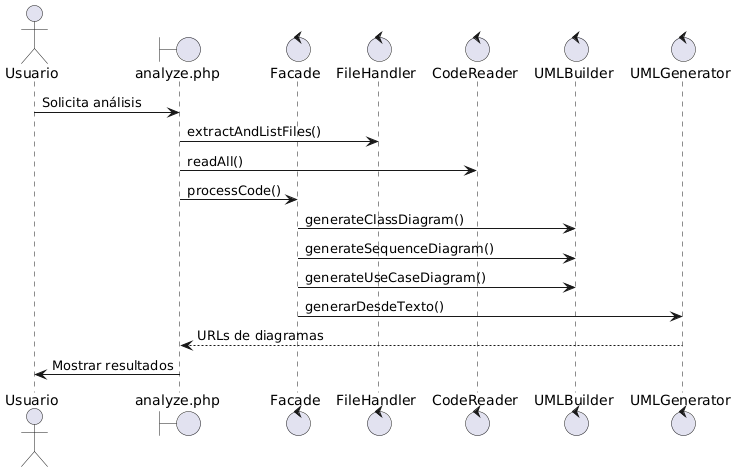 Usuario analyze.php Facade FileHandler CodeReader UMLBuilder UMLGenerator
Solicita análisis
extractAndListFiles()
readAll()
processCode()
generateClassDiagram()
generateSequenceDiagram()
generateUseCaseDiagram()
generarDesdeTexto()
URLs de diagramas
Mostrar resultados
Usuario analyze.php Facade FileHandler CodeReader UMLBuilder UMLGenerator